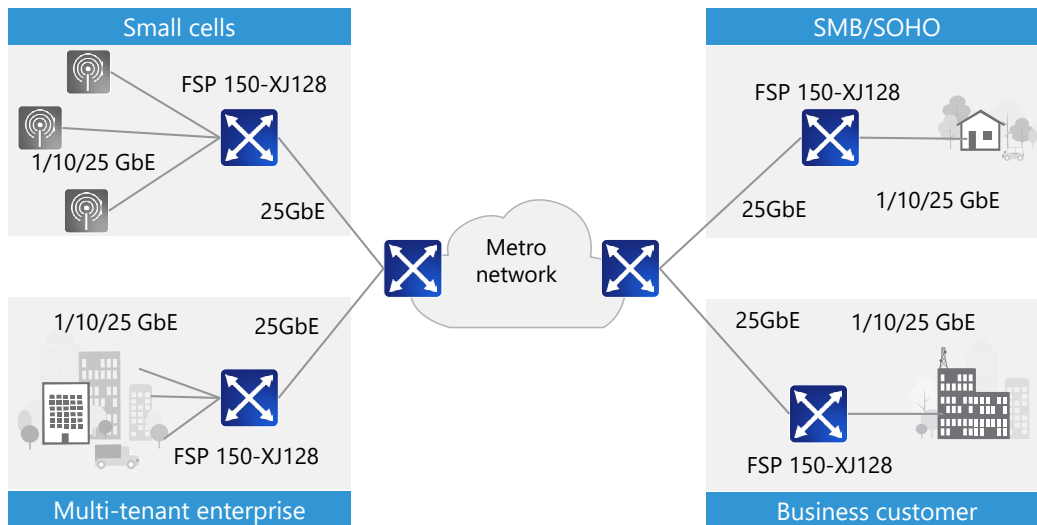 Small cells
FSP 150-XJ128
1/10/25 GbE
25GbE
SMB/SOHO
FSP 150-XJ128
1/10/25 GbE
25GbE
Metro
network
1/10/25 GbE
25GbE
FSP 150-XJ128
Multi-tenant enterprise
25GbE
1/10/25 GbE
FSP 150-XJ128
Business customer